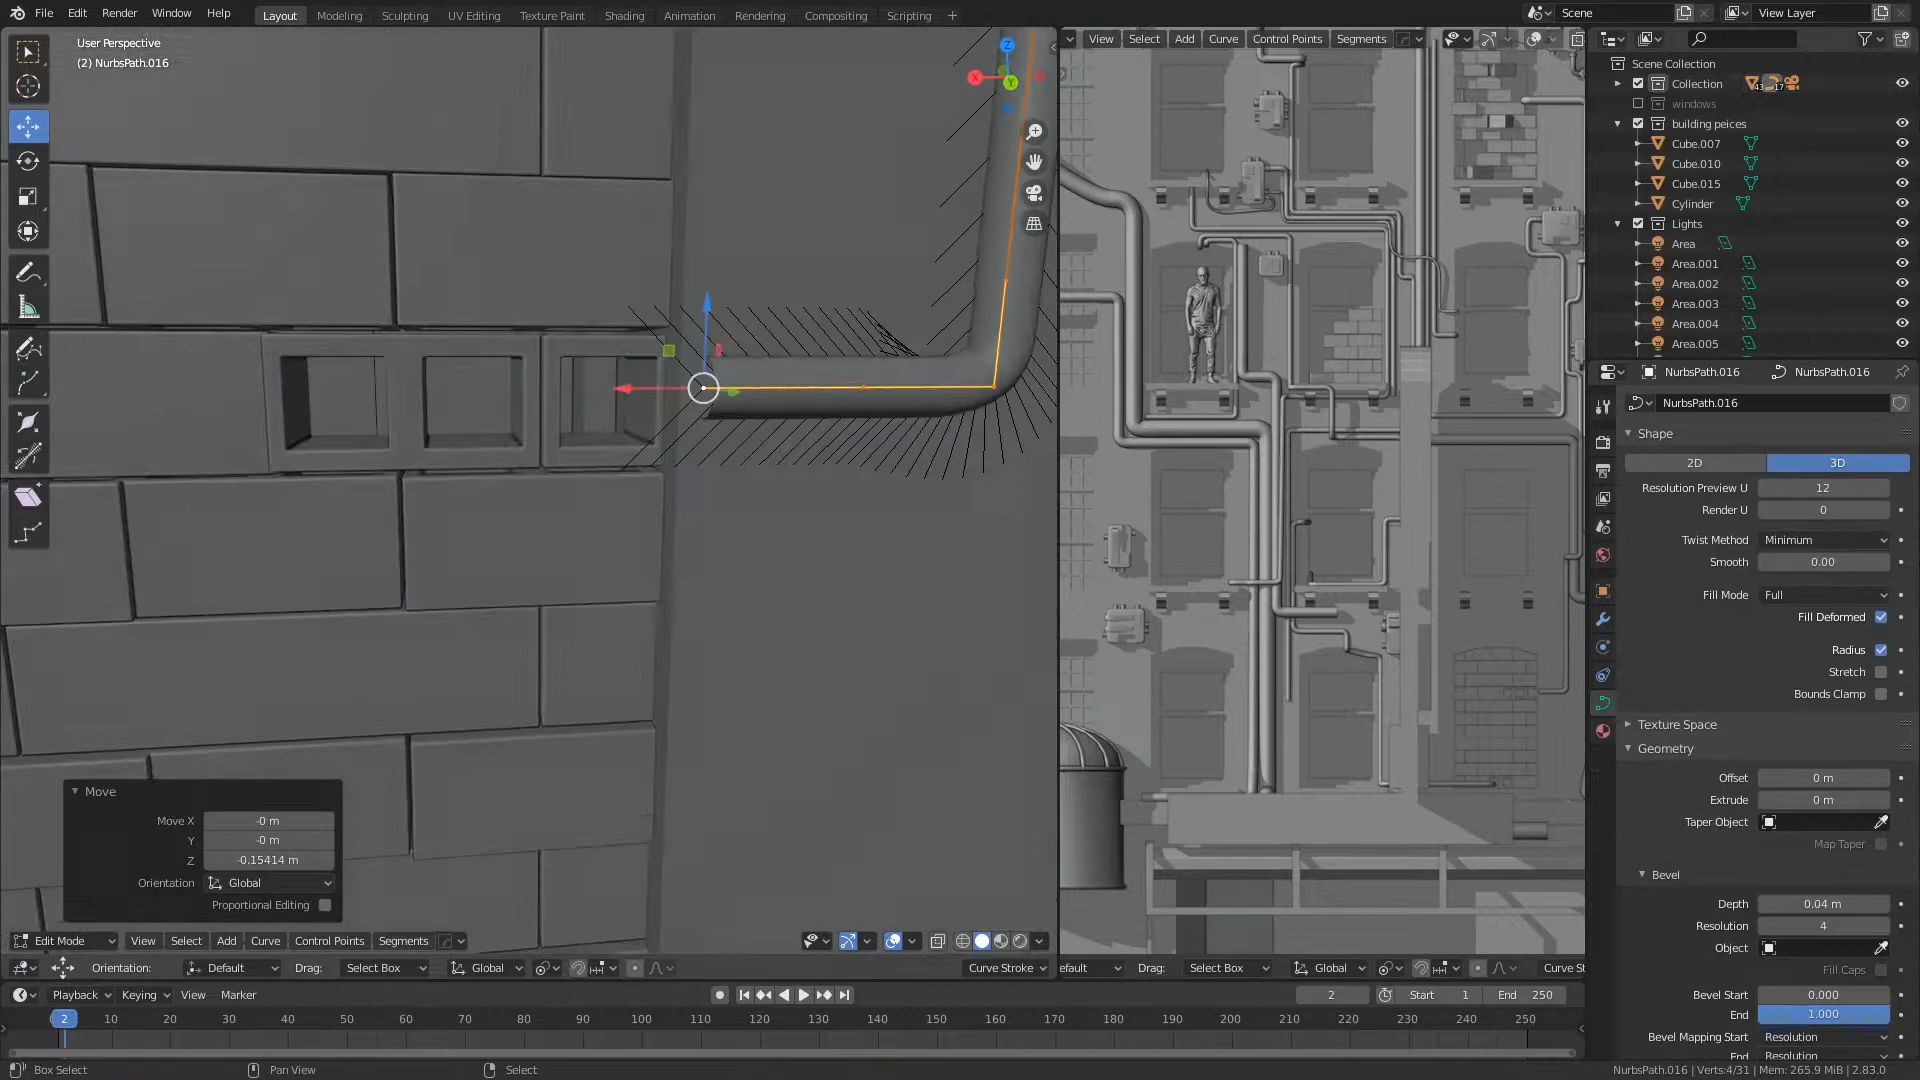 File Edit Render Window Help Layout Modeling Sculpting UV Editing Texture Paint Shading Animation Rendering Compositing Scripting + Scene View Layer
User Perspective
(2) NurbsPath.016
View Select Add Curve Control Points Segments
Scene Collection
Collection 43 17
windows
building peices
Cube.007
Cube.010
Cube.015
Cylinder
Lights
Area
Area.001
Area.002
Area.003
Area.004
Area.005
NurbsPath.016 NurbsPath.016
NurbsPath.016
Shape
2D 3D
Resolution Preview U 12
Render U 0
Twist Method Minimum
Smooth 0.00
Fill Mode Full
Fill Deformed
Radius
Stretch
Bounds Clamp
Texture Space
Geometry
Offset 0 m
Extrude 0 m
Taper Object
Map Taper
Bevel
Depth 0.04 m
Resolution 4
Object
Fill Caps
Bevel Start 0.000
End 1.000
Bevel Mapping Start Resolution
End Resolution
X
Y
Z
Move
Move X -0 m
Y -0 m
Z -0.15414 m
Orientation Global
Proportional Editing
Edit Mode View Select Add Curve Control Points Segments
Orientation: Default Drag: Select Box Global Curve Stroke
efault Drag: Select Box Global Curve St
Playback Keying View Marker 2 Start 1 End 250
2 10 20 30 40 50 60 70 80 90 100 110 120 130 140 150 160 170 180 190 200 210 220 230 240 250
Box Select Pan View Select NurbsPath.016 | Verts:4/31 | Mem: 265.9 MiB | 2.83.0